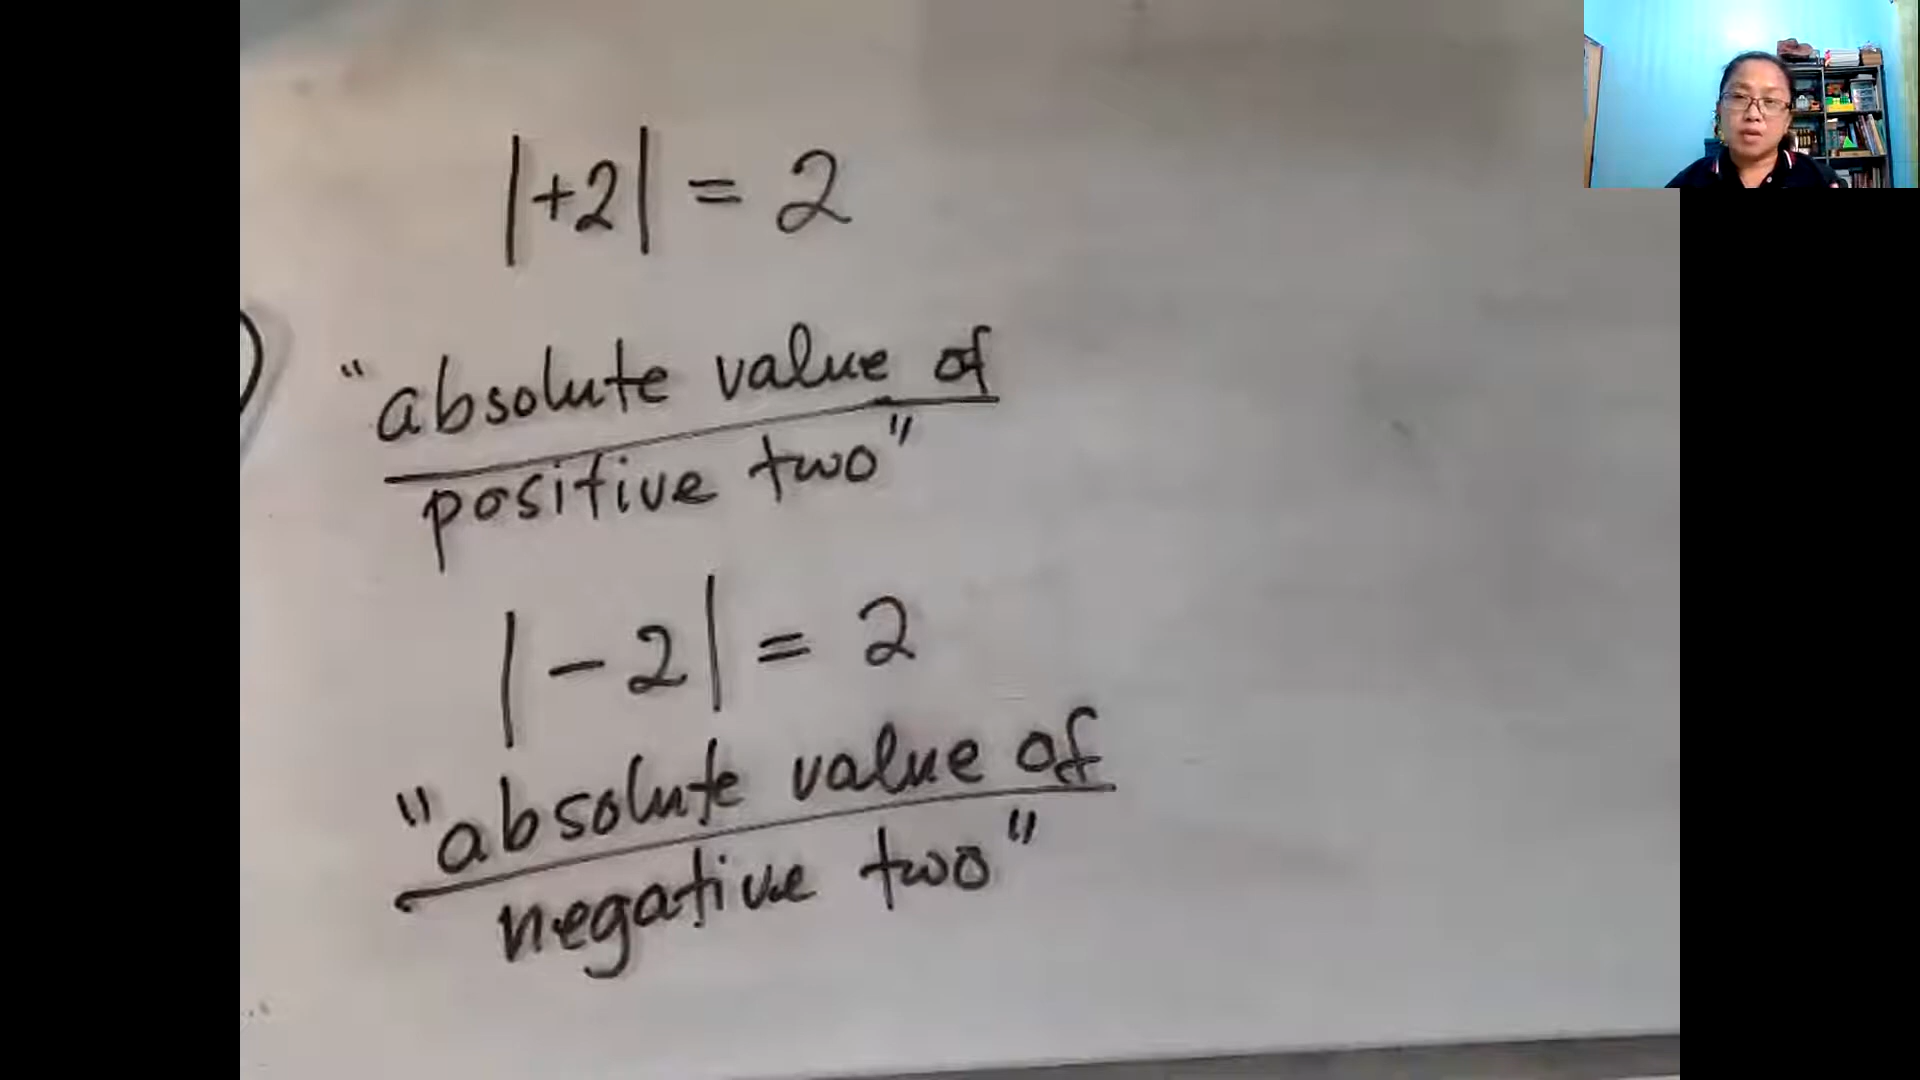 |+2| = 2
"absolute value of
positive two"
|-2| = 2
"absolute value of
negative two"